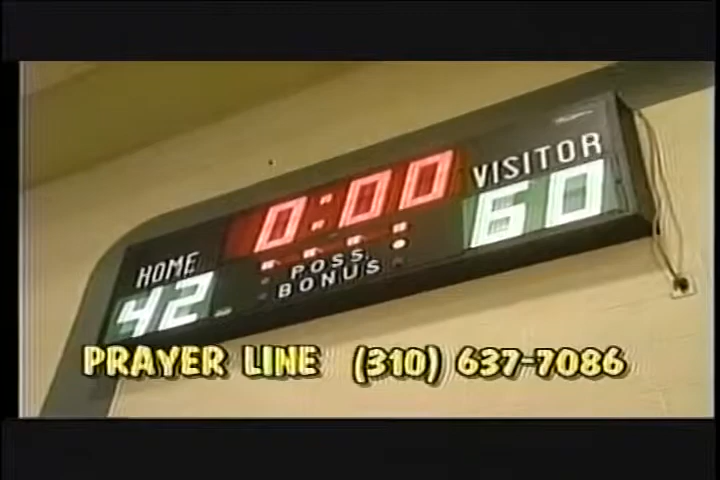 0:00
VISITOR
60
HOME
42
POSS.
BONUS
PRAYER LINE (310) 637-7086